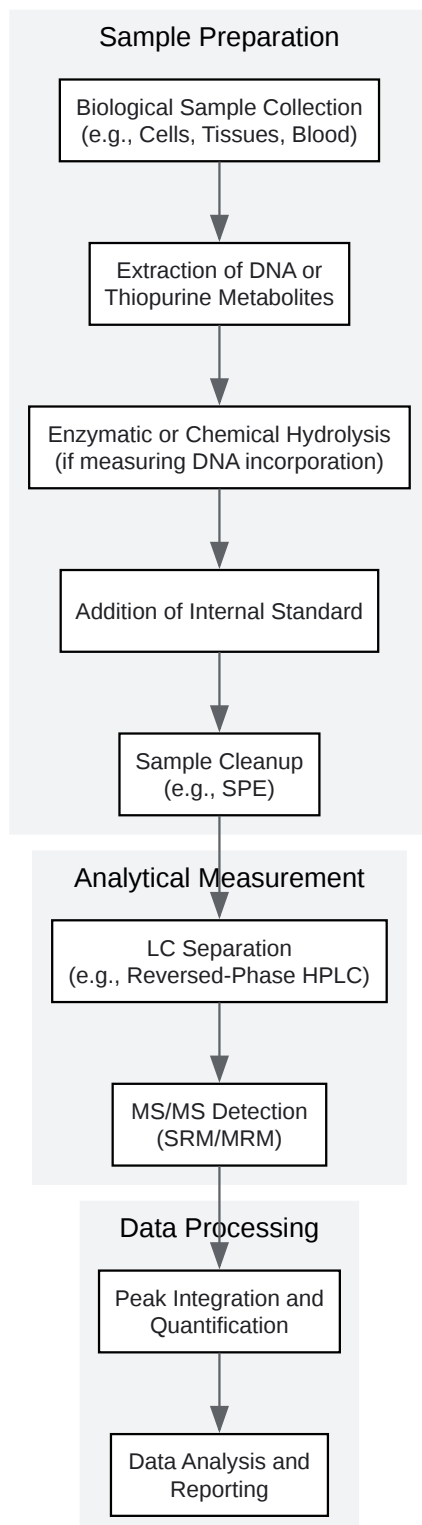 Sample Preparation
Biological Sample Collection
(e.g., Cells, Tissues, Blood)
Extraction of DNA or
Thiopurine Metabolites
Enzymatic or Chemical Hydrolysis
(if measuring DNA incorporation)
Addition of Internal Standard
Sample Cleanup
(e.g., SPE)
Analytical Measurement
LC Separation
(e.g., Reversed-Phase HPLC)
MS/MS Detection
(SRM/MRM)
Data Processing
Peak Integration and
Quantification
Data Analysis and
Reporting